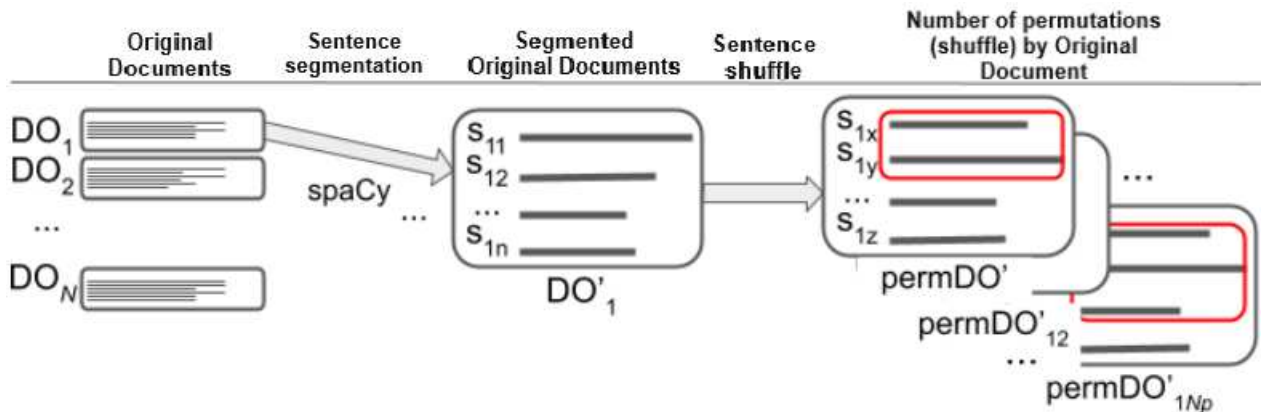 Original
Documents
Sentence
segmentation
Segmented
Original Documents
Sentence
shuffle
Number of permutations
(shuffle) by Original
Document
DO1
DO2
...
DON
spaCy
...
S11
S12
...
S1n
DO'1
S1x
S1y
...
S1z
permDO'
...
permDO'12
...
permDO'1Np